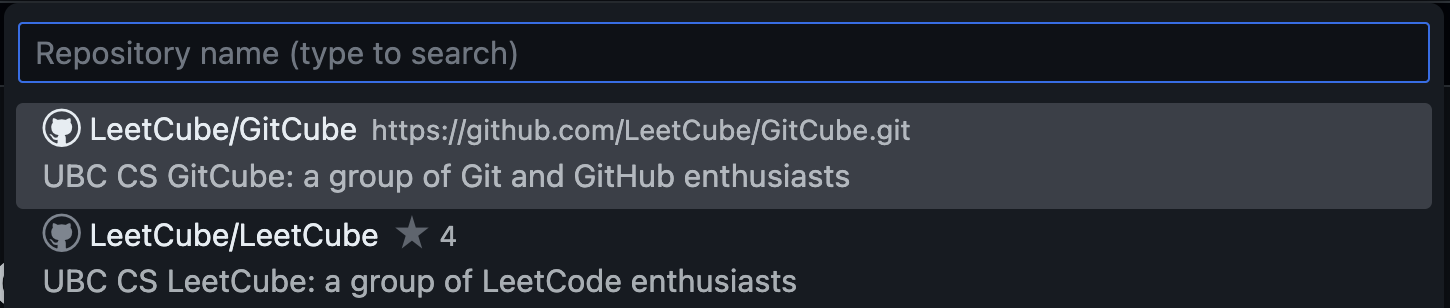 Repository name (type to search)
LeetCube/GitCube https://github.com/LeetCube/GitCube.git
UBC CS GitCube: a group of Git and GitHub enthusiasts
LeetCube/LeetCube ★ 4
UBC CS LeetCube: a group of LeetCode enthusiasts